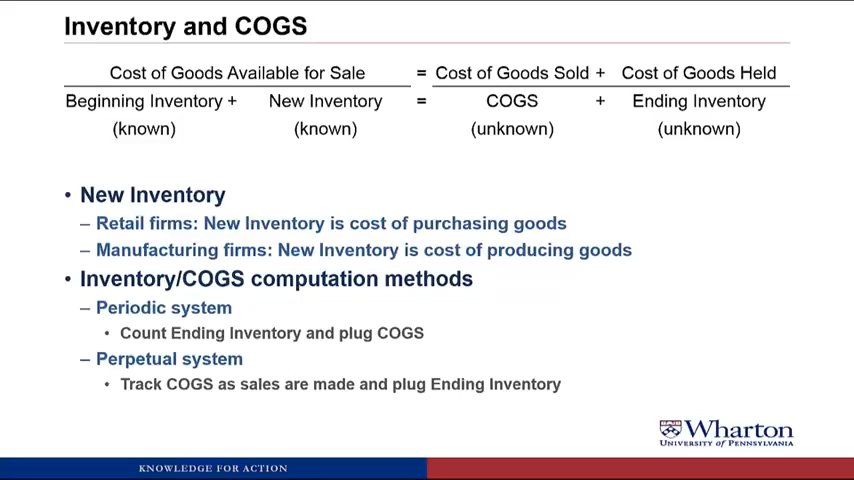 Inventory and COGS
Cost of Goods Available for Sale = Cost of Goods Sold + Cost of Goods Held
Beginning Inventory + New Inventory = COGS + Ending Inventory
(known) (known) (unknown) (unknown)
• New Inventory
– Retail firms: New Inventory is cost of purchasing goods
– Manufacturing firms: New Inventory is cost of producing goods
• Inventory/COGS computation methods
– Periodic system
• Count Ending Inventory and plug COGS
– Perpetual system
• Track COGS as sales are made and plug Ending Inventory
Wharton
UNIVERSITY OF PENNSYLVANIA
KNOWLEDGE FOR ACTION